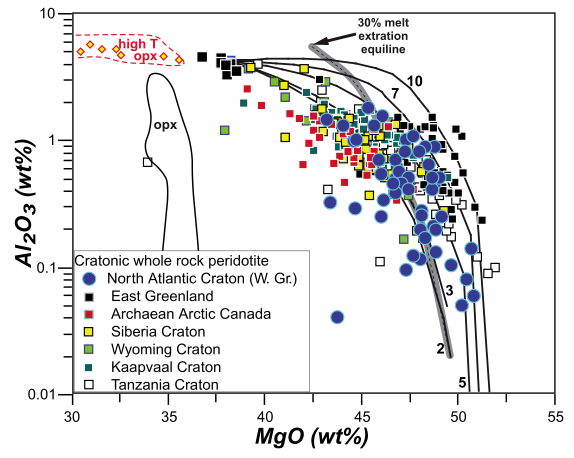 30% melt
extration
equiline
high T
opx
opx
10
7
3
2
5
Al2O3 (wt%)
10
1
0.1
0.01
Cratonic whole rock peridotite
North Atlantic Craton (W. Gr.)
East Greenland
Archaean Arctic Canada
Siberia Craton
Wyoming Craton
Kaapvaal Craton
Tanzania Craton
30
35
40
45
50
55
MgO (wt%)